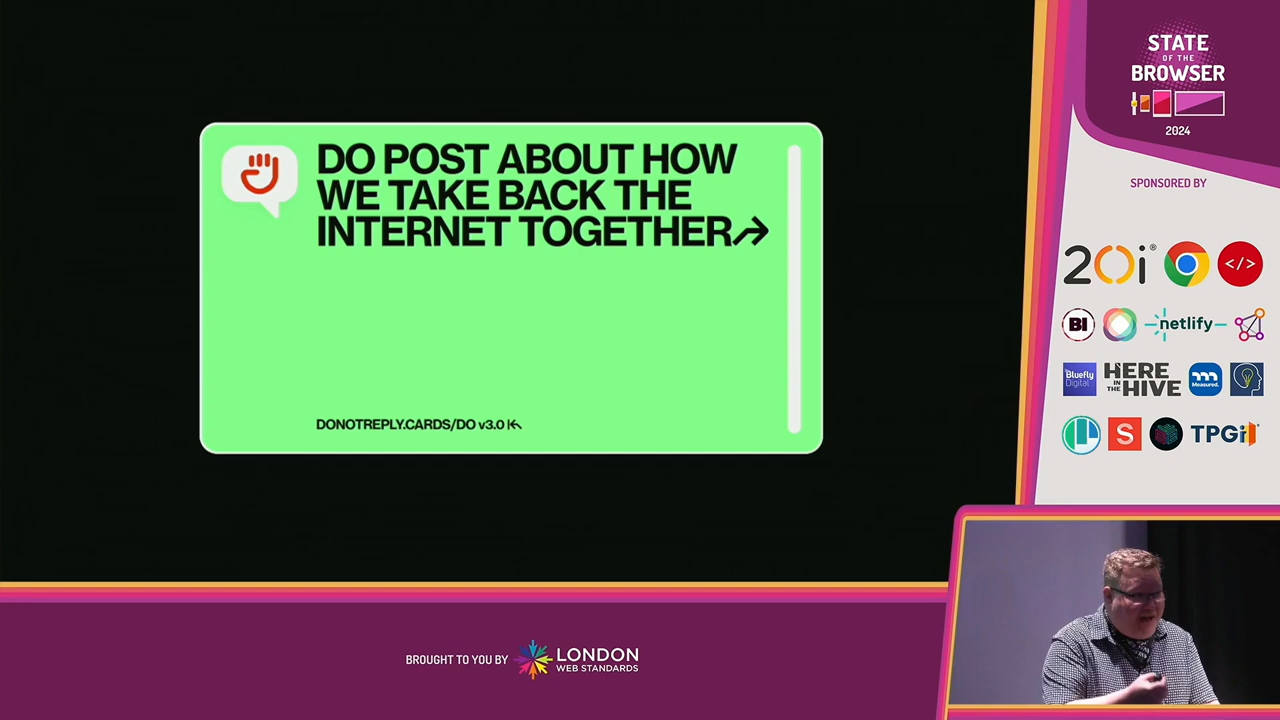 DO POST ABOUT HOW
WE TAKE BACK THE
INTERNET TOGETHER
DONOTREPLY.CARDS/DO v3.0
STATE
OF THE
BROWSER
2024
SPONSORED BY
20i®
</>
BI
netlify
Bluefly
Digital
HERE
IN THE
HIVE
Measured.
S
TPGi
BROUGHT TO YOU BY
LONDON
WEB STANDARDS